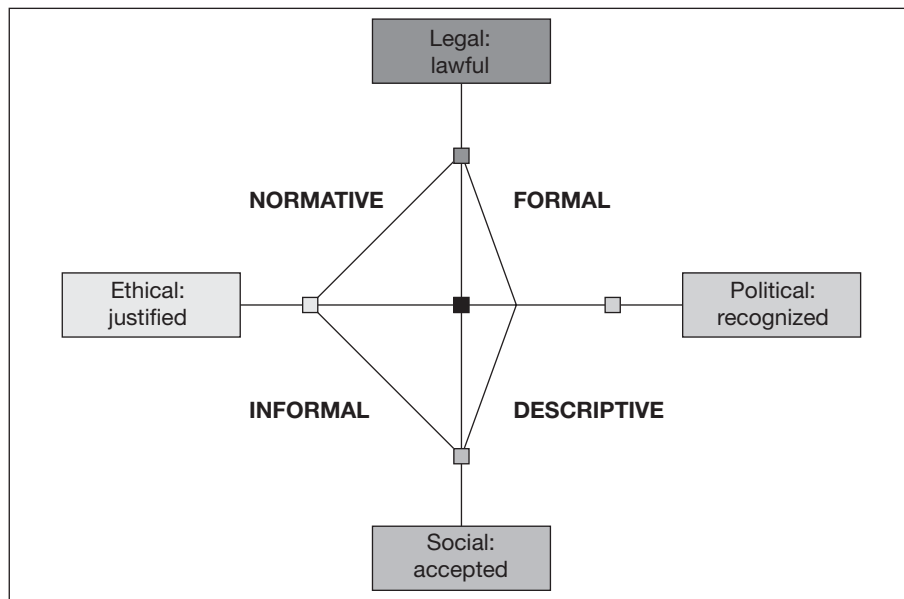 Legal:
lawful
NORMATIVE
FORMAL
Ethical:
justified
Political:
recognized
INFORMAL
DESCRIPTIVE
Social:
accepted